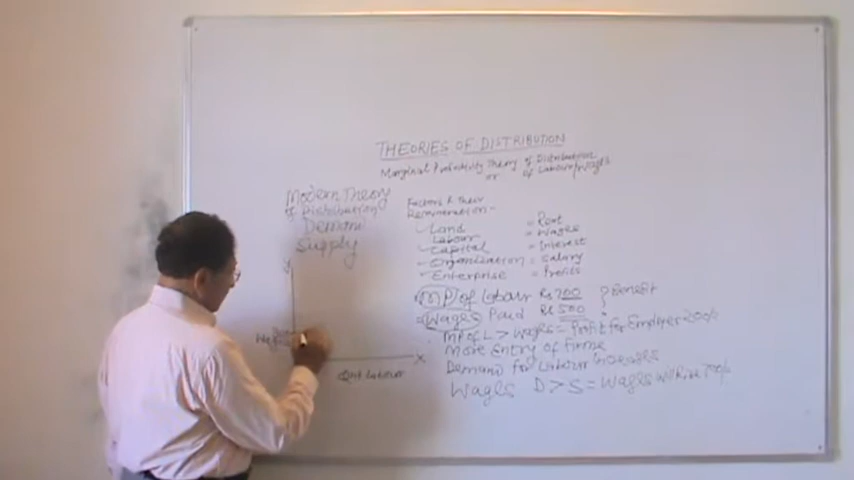 THEORIES OF DISTRIBUTION
Marginal Productivity Theory of Distribution
or of Labour/Wages
Modern Theory
of Distribution
Demand
Supply
Factors & their
Remuneration-
Land = Rent
Labour = Wages
Capital = Interest
Organisation = Salary
Enterprise = Profits
MP of Labour Rs 700
Wages Paid Rs 500
? Benefit
MP of L > Wages = Profit for Employer 200/-
More Entry of Firms
Demand for Labour increases
Wages D > S = Wages will rise 700/-
Y
Wages
X
Labour